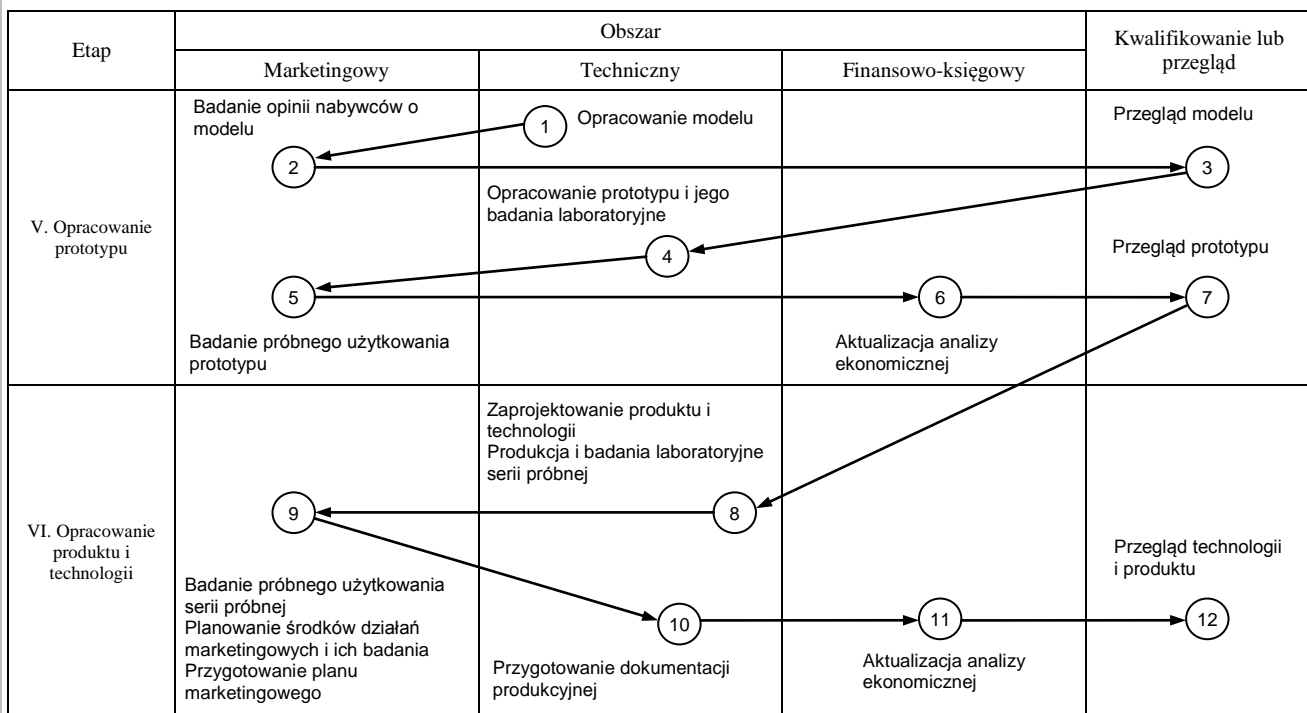 Etap
Obszar
Kwalifikowanie lub
przegląd
Marketingowy
Techniczny
Finansowo-księgowy
V. Opracowanie
prototypu
Badanie opinii nabywców o
modelu
1
Opracowanie modelu
Przegląd modelu
2
3
Opracowanie prototypu i jego
badania laboratoryjne
4
Przegląd prototypu
5
6
7
Badanie próbnego użytkowania
prototypu
Aktualizacja analizy
ekonomicznej
VI. Opracowanie
produktu i
technologii
Zaprojektowanie produktu i
technologii
Produkcja i badania laboratoryjne
serii próbnej
9
8
Przegląd technologii
i produktu
Badanie próbnego użytkowania
serii próbnej
Planowanie środków działań
marketingowych i ich badania
Przygotowanie planu
marketingowego
10
11
12
Przygotowanie dokumentacji
produkcyjnej
Aktualizacja analizy
ekonomicznej